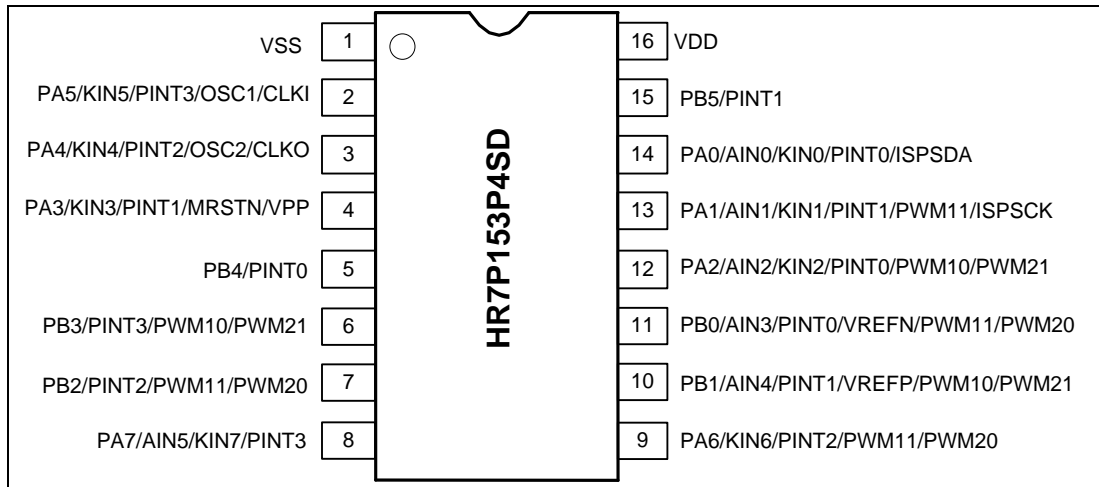 VSS 1 16 VDD
PA5/KIN5/PINT3/OSC1/CLKI 2 15 PB5/PINT1
PA4/KIN4/PINT2/OSC2/CLKO 3 14 PA0/AIN0/KIN0/PINT0/ISPSDA
PA3/KIN3/PINT1/MRSTN/VPP 4 13 PA1/AIN1/KIN1/PINT1/PWM11/ISPSCK
PB4/PINT0 5 12 PA2/AIN2/KIN2/PINT0/PWM10/PWM21
PB3/PINT3/PWM10/PWM21 6 11 PB0/AIN3/PINT0/VREFN/PWM11/PWM20
PB2/PINT2/PWM11/PWM20 7 10 PB1/AIN4/PINT1/VREFP/PWM10/PWM21
PA7/AIN5/KIN7/PINT3 8 9 PA6/KIN6/PINT2/PWM11/PWM20
HR7P153P4SD